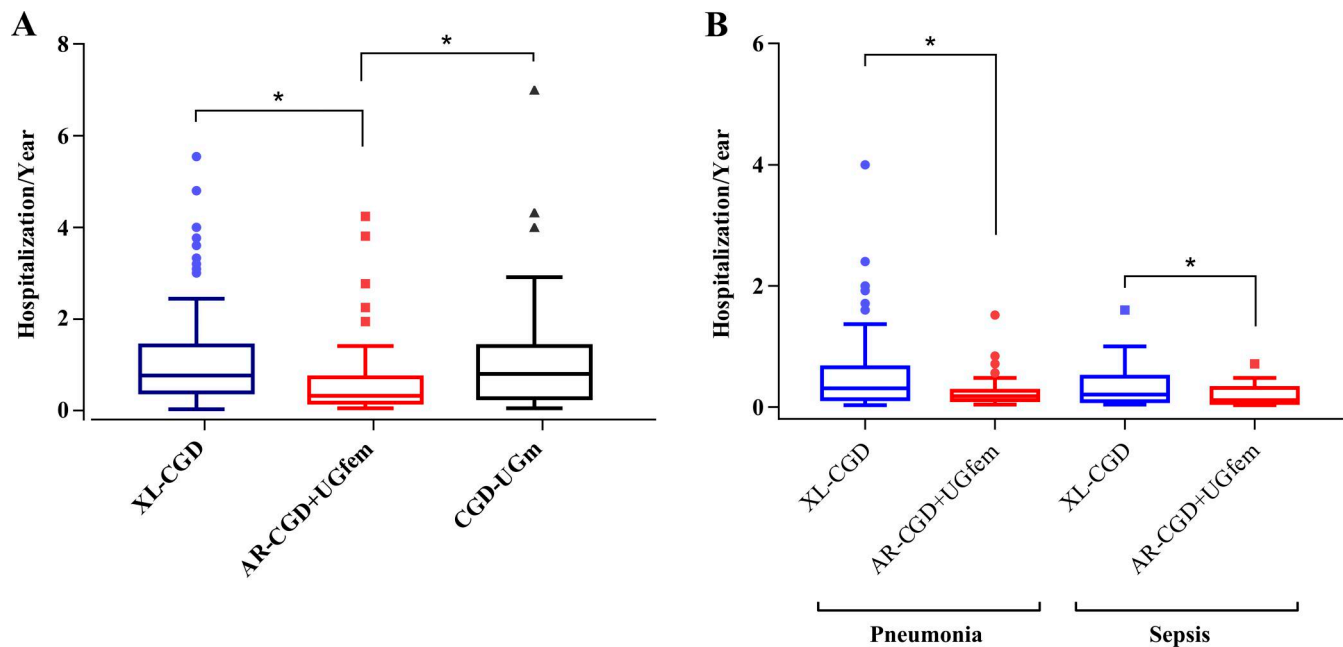 A
Hospitalization/Year
8
6
4
2
0
*
*
XL-CGD
AR-CGD+UGfem
CGD-UGm
B
Hospitalization/Year
6
4
2
0
*
*
XL-CGD
AR-CGD+UGfem
XL-CGD
AR-CGD+UGfem
Pneumonia
Sepsis